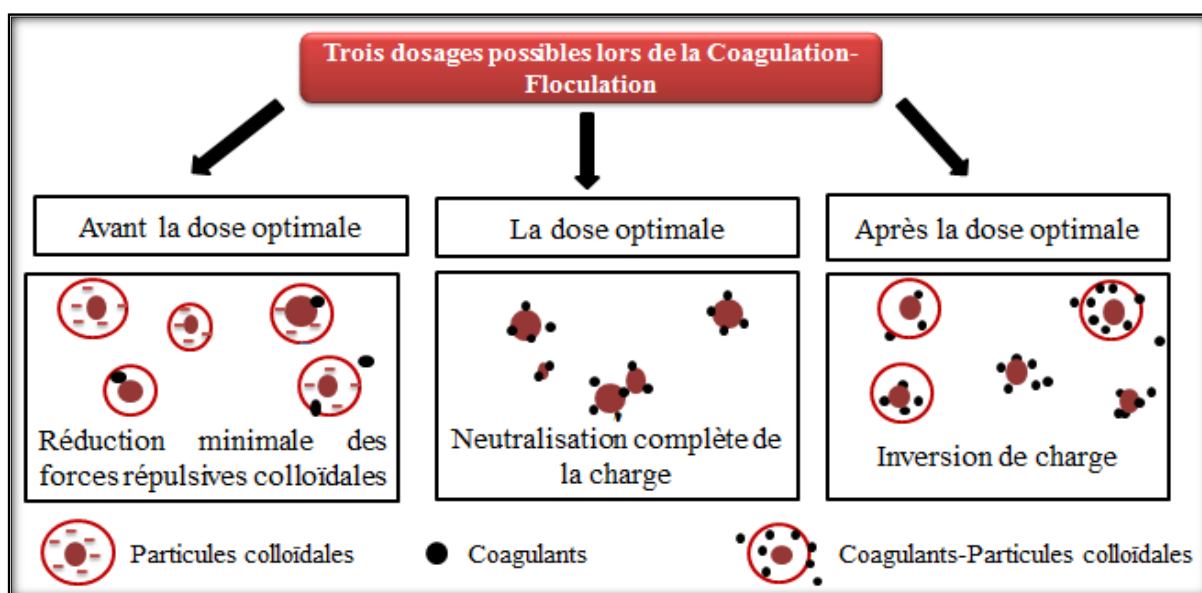 Trois dosages possibles lors de la Coagulation-
Floculation
Avant la dose optimale
La dose optimale
Après la dose optimale
Réduction minimale des
forces répulsives colloïdales
Neutralisation complète de
la charge
Inversion de charge
Particules colloïdales
Coagulants
Coagulants-Particules colloïdales